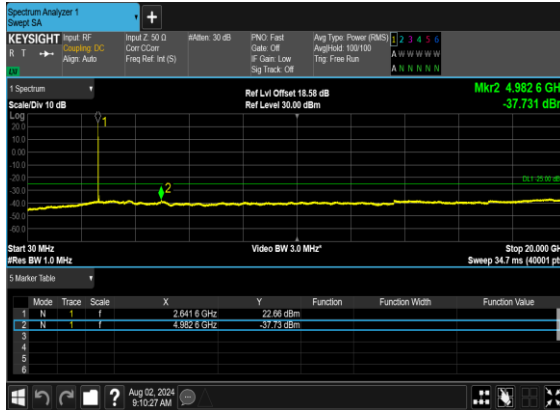 Spectrum Analyzer 1
Swept SA
+
KEYSIGHT
R T
Input: RF
Coupling: DC
Align: Auto
Input Z: 50 Ω
Corr CCorr
Freq Ref: Int (S)
#Atten: 30 dB
PNO: Fast
Gate: Off
IF Gain: Low
Sig Track: Off
Avg Type: Power (RMS)
Avg|Hold: 100/100
Trig: Free Run
1 2 3 4 5 6
A W W W W W
A N N N N N
1 Spectrum
Scale/Div 10 dB
Ref Lvl Offset 18.58 dB
Ref Level 30.00 dBm
Mkr2 4.982 6 GH
-37.731 dB
Log
20.0
10.0
0.00
-10.0
-20.0
-30.0
-40.0
-50.0
-60.0
1
2
DL1 -25.00 dB
Start 30 MHz
#Res BW 1.0 MHz
Video BW 3.0 MHz*
Stop 20.000 GH
Sweep 34.7 ms (40001 pt
5 Marker Table
Mode Trace Scale X Y Function Function Width Function Value
1 N 1 f 2.641 6 GHz 22.66 dBm
2 N 1 f 4.982 6 GHz -37.73 dBm
3
4
5
6
?
Aug 02, 2024
9:10:27 AM